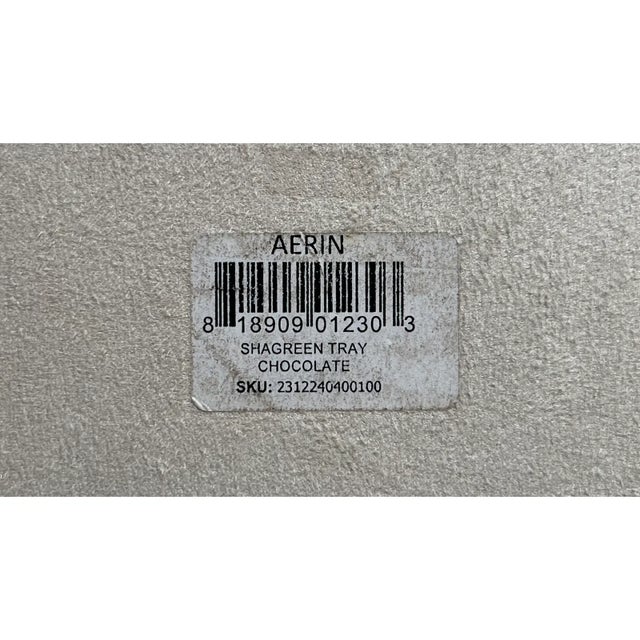 AERIN
8 18909 01230 3
SHAGREEN TRAY
CHOCOLATE
SKU: 2312240400100